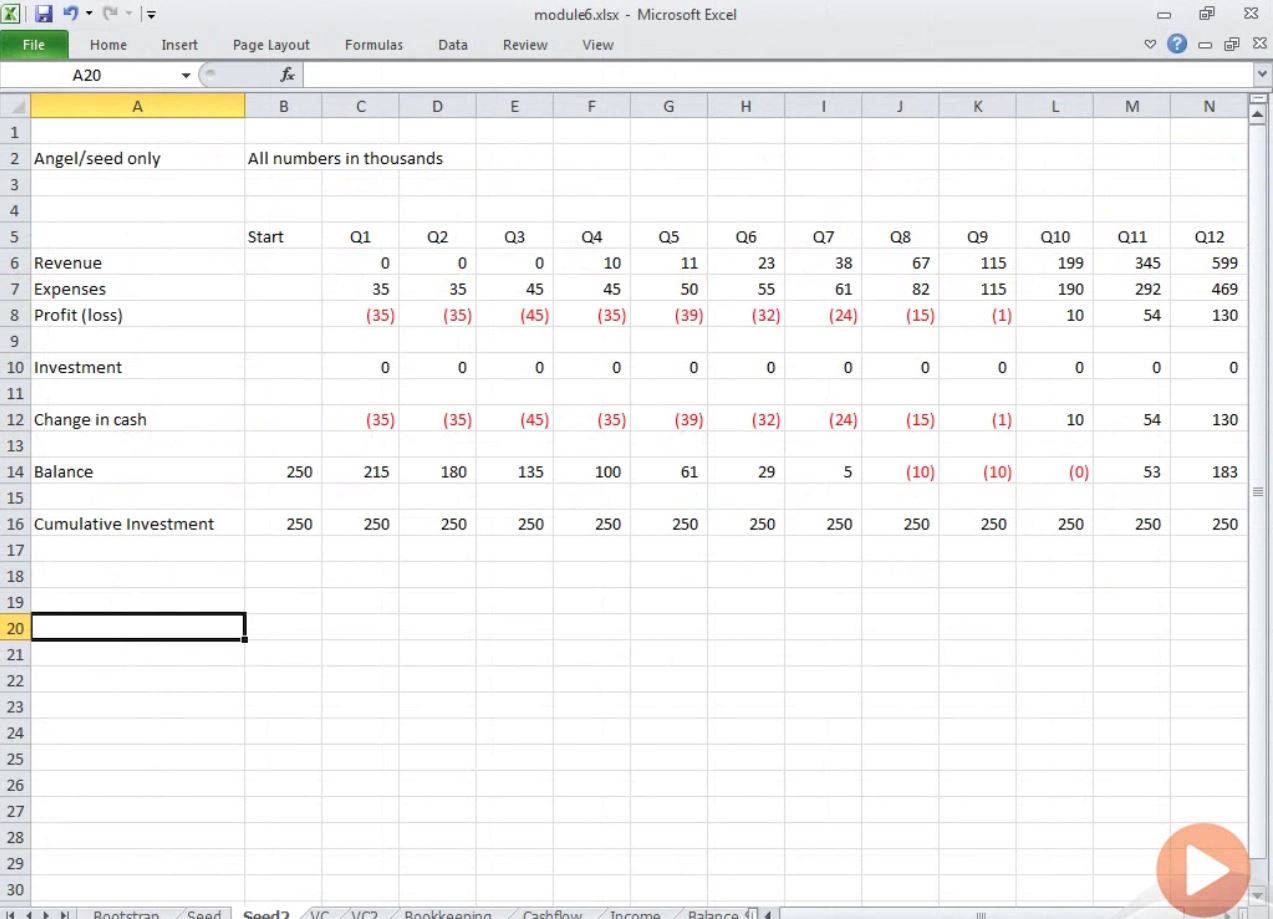 module6.xlsx - Microsoft Excel
File Home Insert Page Layout Formulas Data Review View
A20 fx
A B C D E F G H I J K L M N
1
2 Angel/seed only All numbers in thousands
3
4
5 Start Q1 Q2 Q3 Q4 Q5 Q6 Q7 Q8 Q9 Q10 Q11 Q12
6 Revenue 0 0 0 10 11 23 38 67 115 199 345 599
7 Expenses 35 35 45 45 50 55 61 82 115 190 292 469
8 Profit (loss) (35) (35) (45) (35) (39) (32) (24) (15) (1) 10 54 130
9
10 Investment 0 0 0 0 0 0 0 0 0 0 0 0
11
12 Change in cash (35) (35) (45) (35) (39) (32) (24) (15) (1) 10 54 130
13
14 Balance 250 215 180 135 100 61 29 5 (10) (10) (0) 53 183
15
16 Cumulative Investment 250 250 250 250 250 250 250 250 250 250 250 250 250
17
18
19
20
21
22
23
24
25
26
27
28
29
30
Bootstrap Seed Seed2 VC VC2 Bookkeeping Cashflow Income Balance